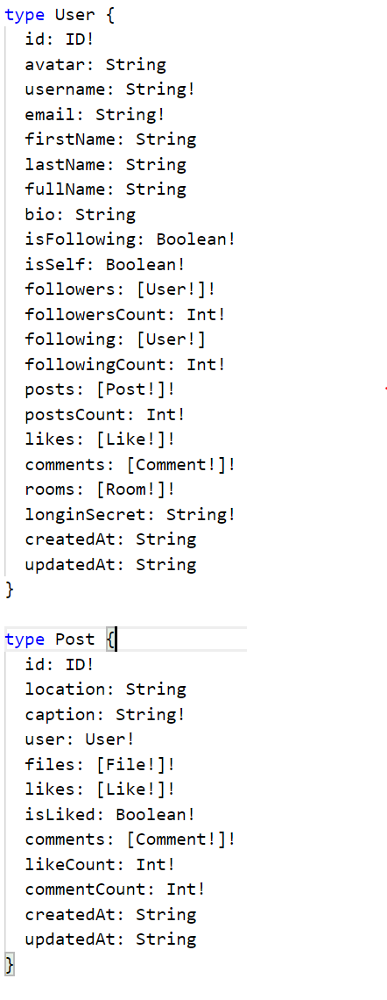 type User {
id: ID!
avatar: String
username: String!
email: String!
firstName: String
lastName: String
fullName: String
bio: String
isFollowing: Boolean!
isSelf: Boolean!
followers: [User!]!
followersCount: Int!
following: [User!]
followingCount: Int!
posts: [Post!]!
postsCount: Int!
likes: [Like!]!
comments: [Comment!]!
rooms: [Room!]!
longinSecret: String!
createdAt: String
updatedAt: String
}
type Post {
id: ID!
location: String
caption: String!
user: User!
files: [File!]!
likes: [Like!]!
isLiked: Boolean!
comments: [Comment!]!
likeCount: Int!
commentCount: Int!
createdAt: String
updatedAt: String
}